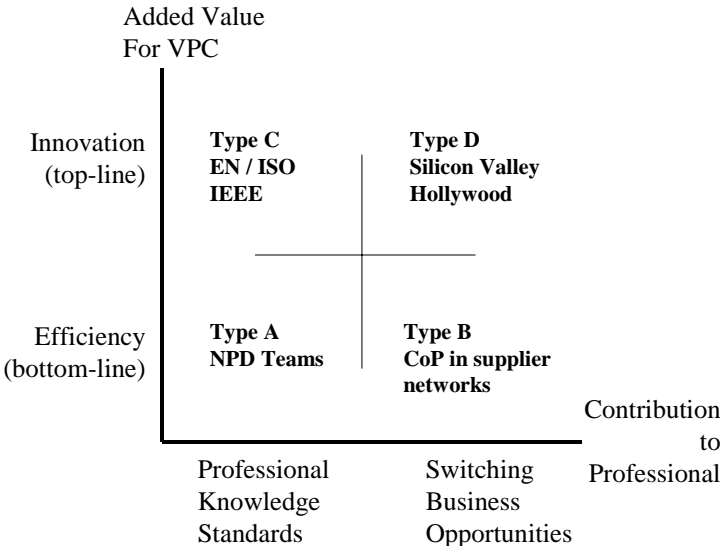 Added Value
For VPC
Innovation
(top-line)
Type C
EN / ISO
IEEE
Type D
Silicon Valley
Hollywood
Efficiency
(bottom-line)
Type A
NPD Teams
Type B
CoP in supplier
networks
Contribution
to
Professional
Professional
Knowledge
Standards
Switching
Business
Opportunities